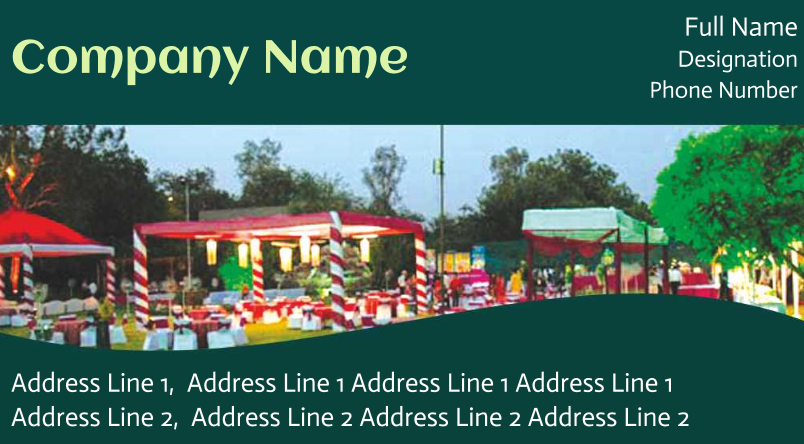 Company Name
Full Name
Designation
Phone Number
Address Line 1,  Address Line 1 Address Line 1 Address Line 1
Address Line 2,  Address Line 2 Address Line 2 Address Line 2